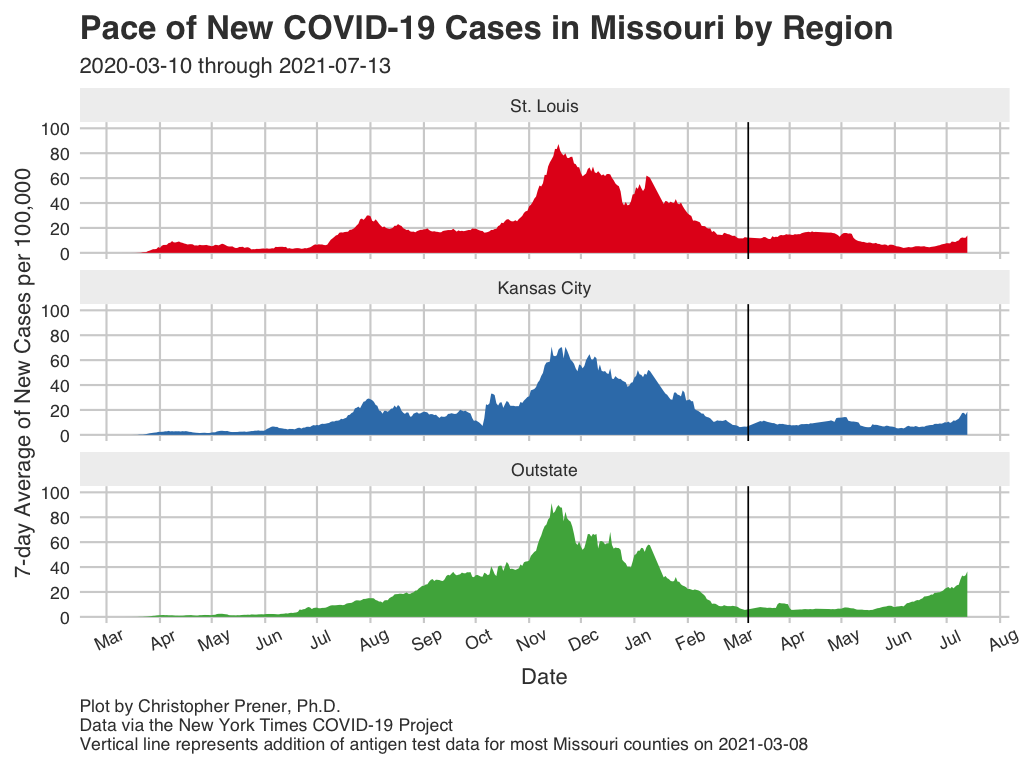 Pace of New COVID-19 Cases in Missouri by Region
2020-03-10 through 2021-07-13
St. Louis
100
80
60
40
20
0
Kansas City
100
80
60
40
20
0
Outstate
100
80
60
40
20
0
7-day Average of New Cases per 100,000
Mar Apr May Jun Jul Aug Sep Oct Nov Dec Jan Feb Mar Apr May Jun Jul Aug
Date
Plot by Christopher Prener, Ph.D.
Data via the New York Times COVID-19 Project
Vertical line represents addition of antigen test data for most Missouri counties on 2021-03-08